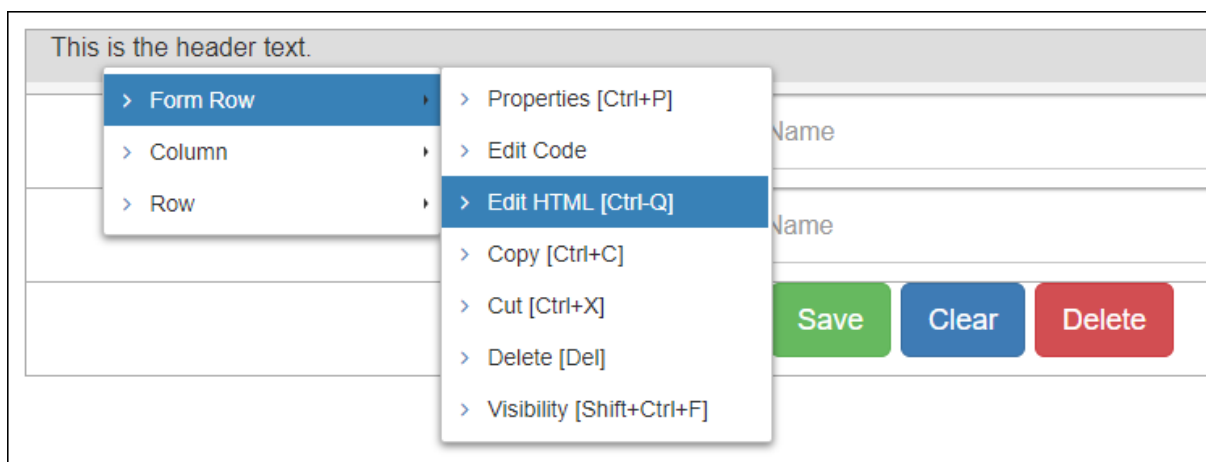 This is the header text.
Form Row
Column
Row
Properties [Ctrl+P]
Edit Code
Edit HTML [Ctrl-Q]
Copy [Ctrl+C]
Cut [Ctrl+X]
Delete [Del]
Visibility [Shift+Ctrl+F]
Name
Name
Save Clear Delete